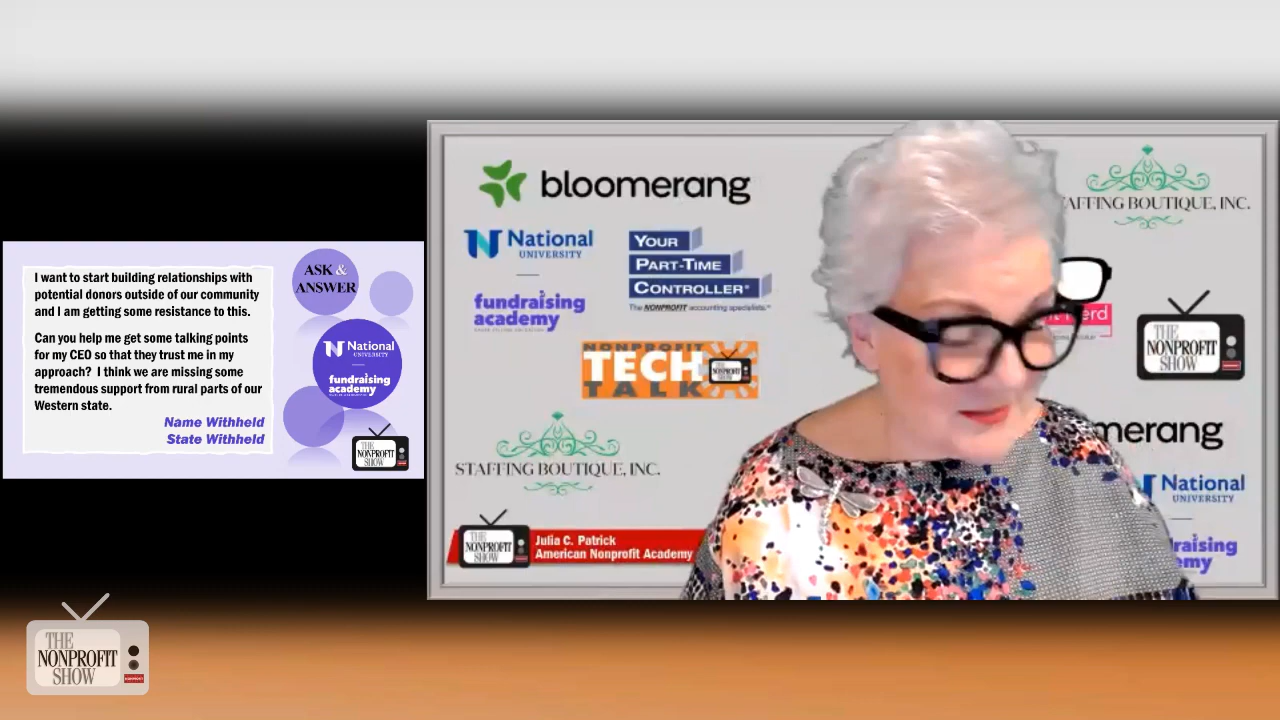 I want to start building relationships with
potential donors outside of our community
and I am getting some resistance to this.
Can you help me get some talking points
for my CEO so that they trust me in my
approach? I think we are missing some
tremendous support from rural parts of our
Western state.
Name Withheld
State Withheld
ASK &
ANSWER
National
UNIVERSITY
fundraising
academy
THE
NONPROFIT
SHOW
bloomerang
National
UNIVERSITY
fundraising
academy
YOUR
PART-TIME
CONTROLLER
The NONPROFIT accounting specialists.
NONPROFIT
TECH
TALK
THE
NONPROFIT
SHOW
STAFFING BOUTIQUE, INC.
THE
NONPROFIT
SHOW
Julia C. Patrick
American Nonprofit Academy
AFFING BOUTIQUE, INC.
erd
THE
NONPROFIT
SHOW
merang
National
UNIVERSITY
raising
emy
THE
NONPROFIT
SHOW